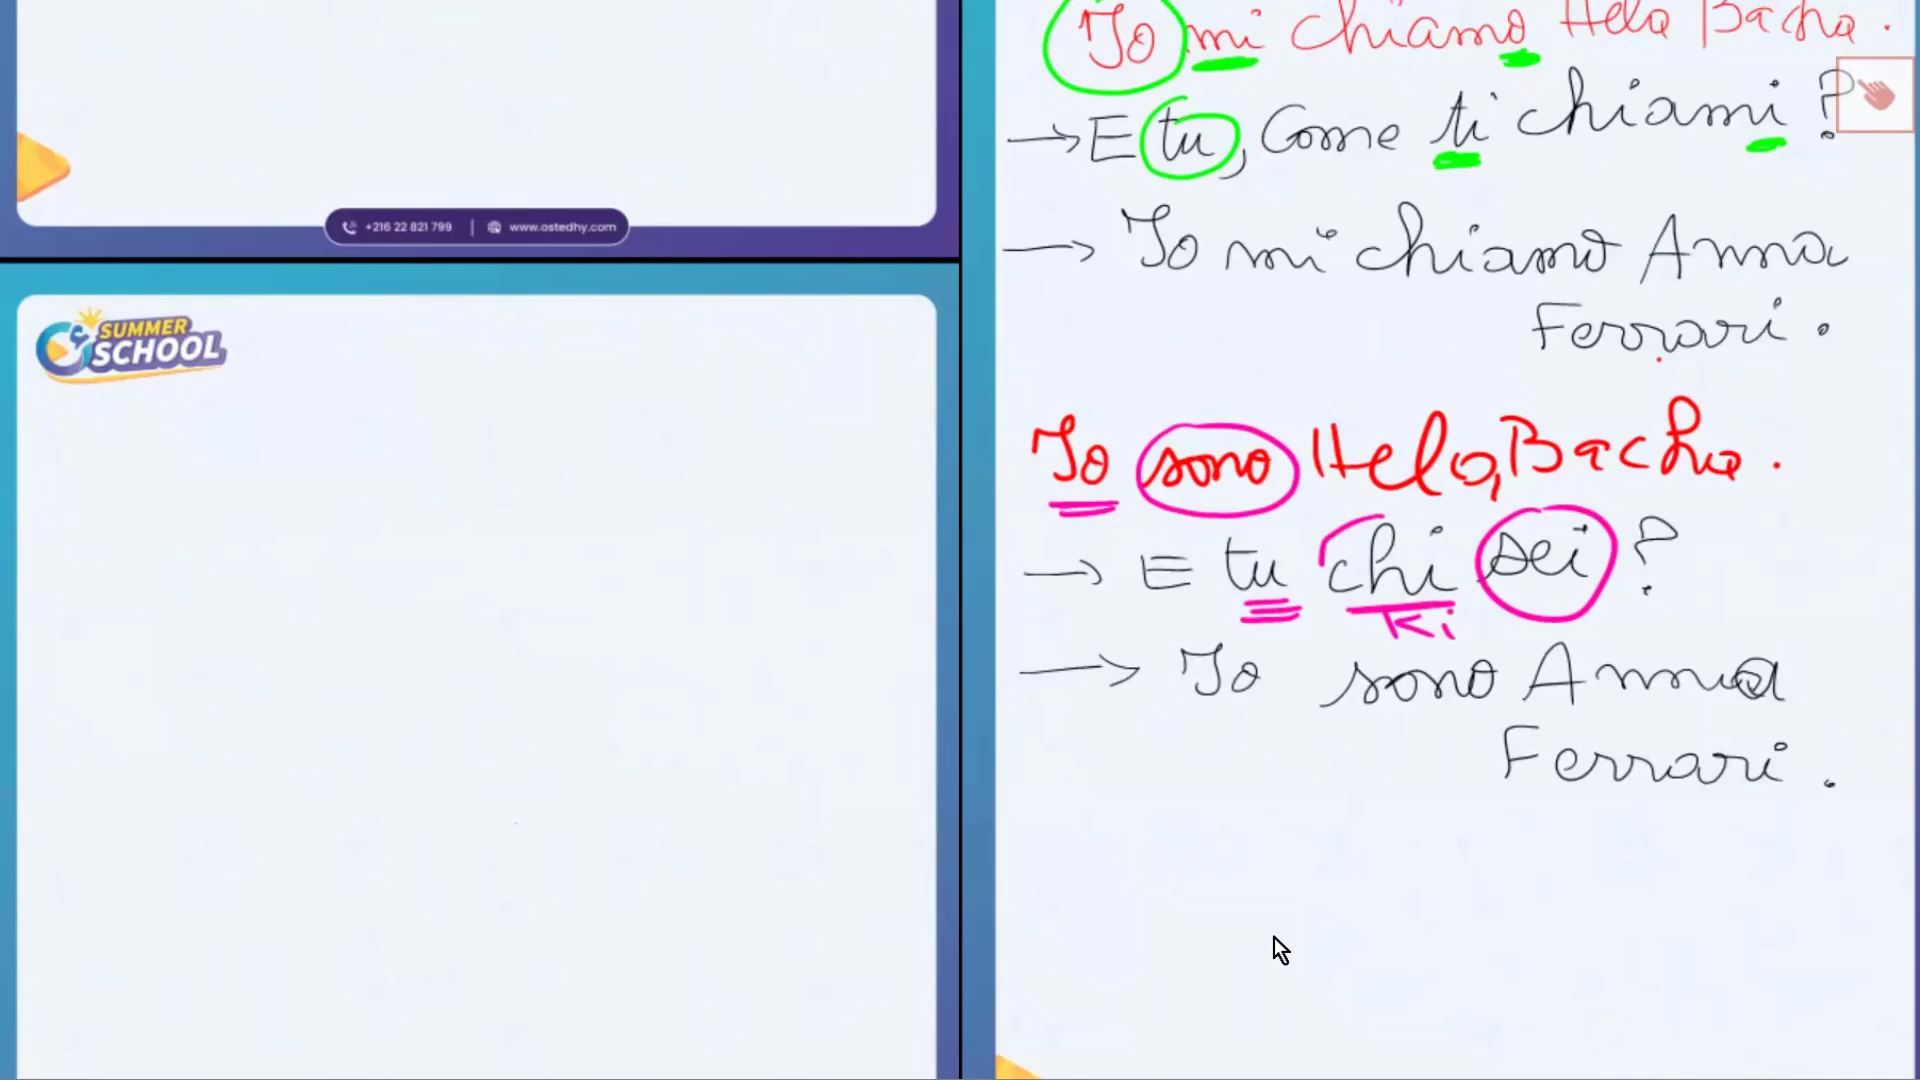 +216 22 821 799 | www.ostedhy.com
SUMMER
SCHOOL
Io mi chiamo Hela Bacha.
→ E tu, Come ti chiami ?
→ Io mi chiamo Anna
Ferrari.
Io sono Hela Bacha.
→ E tu chi sei ?
Ki
→ Io sono Anna
Ferrari.